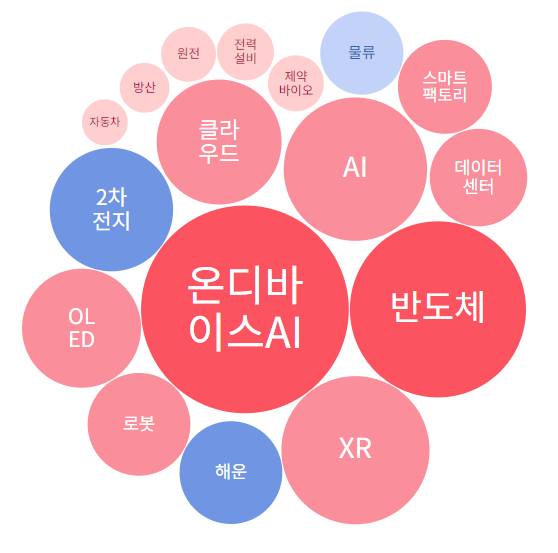 원전
전력
설비
물류
제약
바이오
방산
스마트
팩토리
자동차
클라
우드
AI
데이터
센터
2차
전지
온디바
이스AI
반도체
OL
ED
로봇
XR
해운